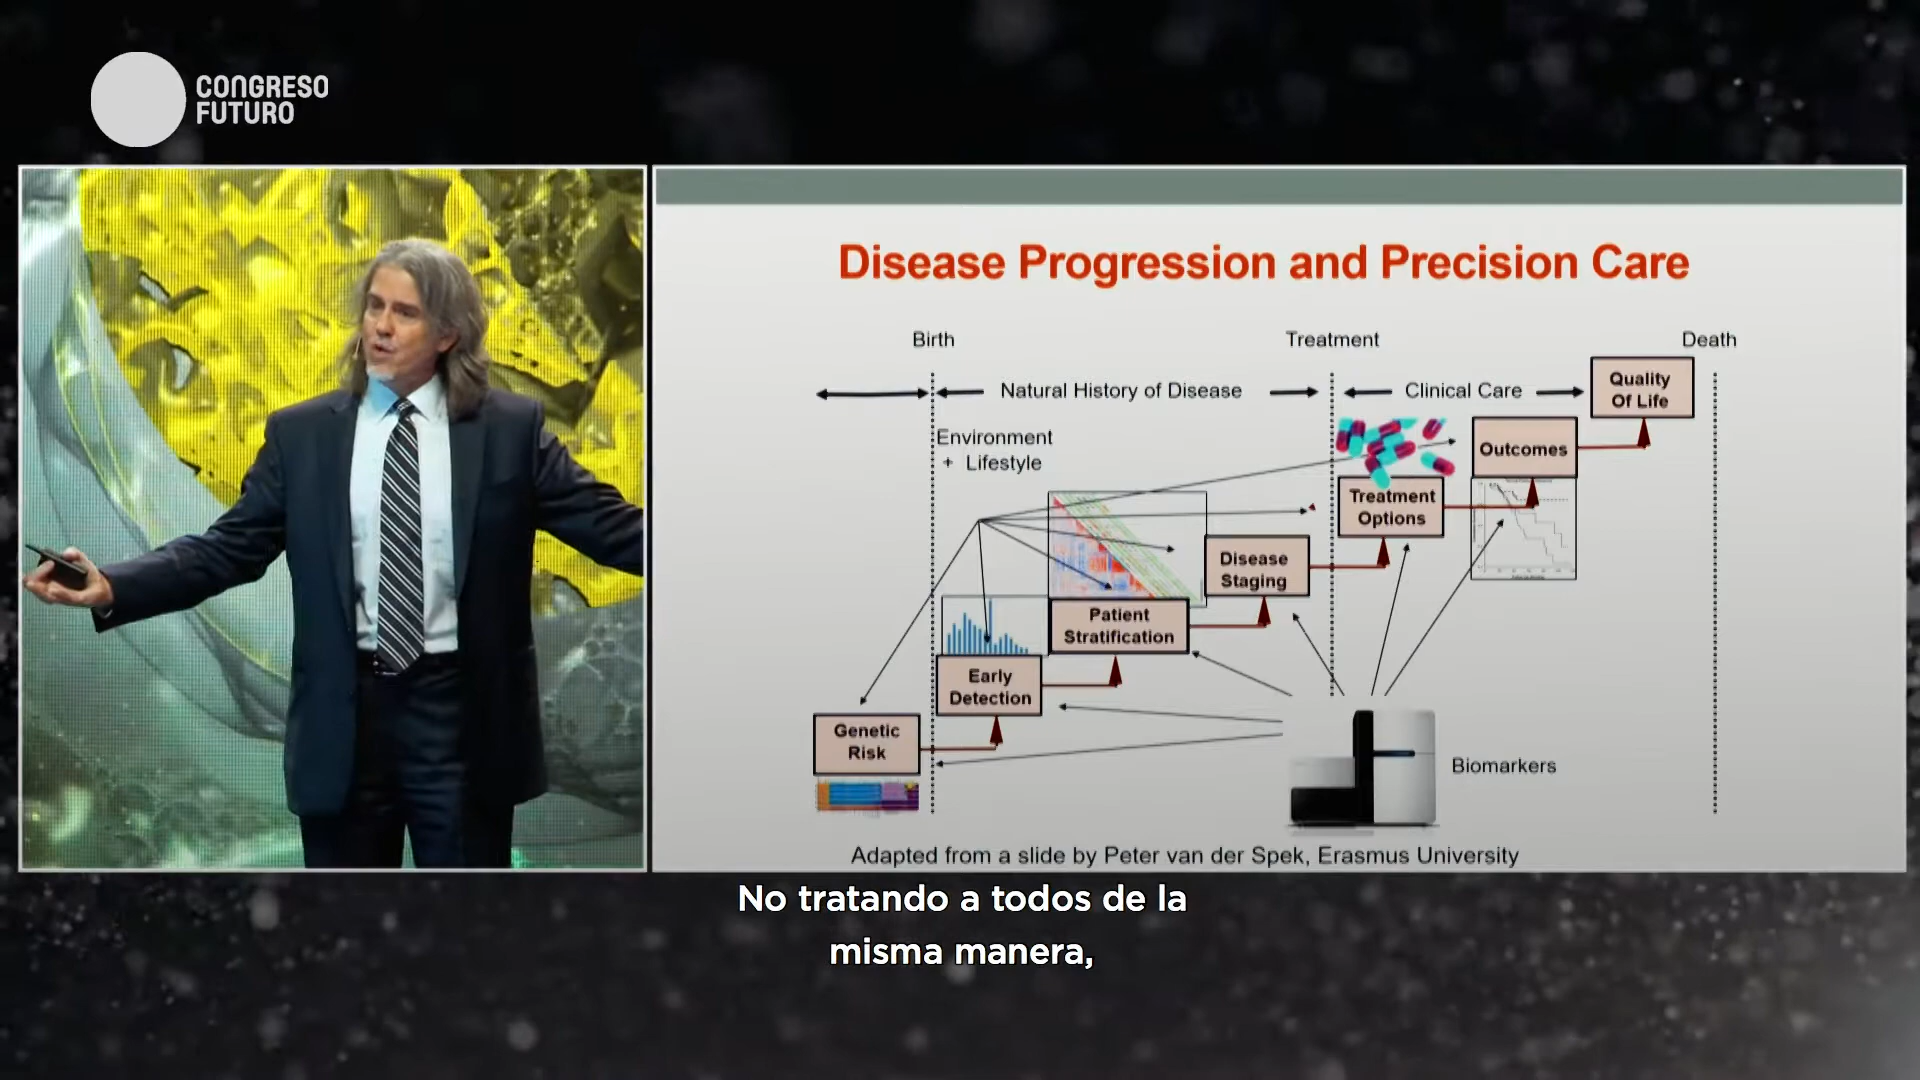 CONGRESO
FUTURO
Disease Progression and Precision Care
Birth
Treatment
Death
Natural History of Disease
Clinical Care
Quality
Of Life
Environment
+ Lifestyle
Outcomes
Treatment
Options
Disease
Staging
Patient
Stratification
Early
Detection
Genetic
Risk
Biomarkers
Adapted from a slide by Peter van der Spek, Erasmus University
No tratando a todos de la
misma manera,